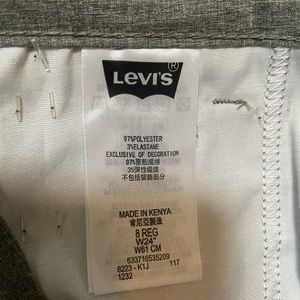 LEVI'S ®
97%POLYESTER
3%ELASTANE
EXCLUSIVE OF DECORATION
97%聚酯纖維
3%彈性纖維
不包括裝飾部分
MADE IN KENYA
肯尼亞製造
8 REG
W24"
W61 CM
633716535209
8223-K1J 117
1232